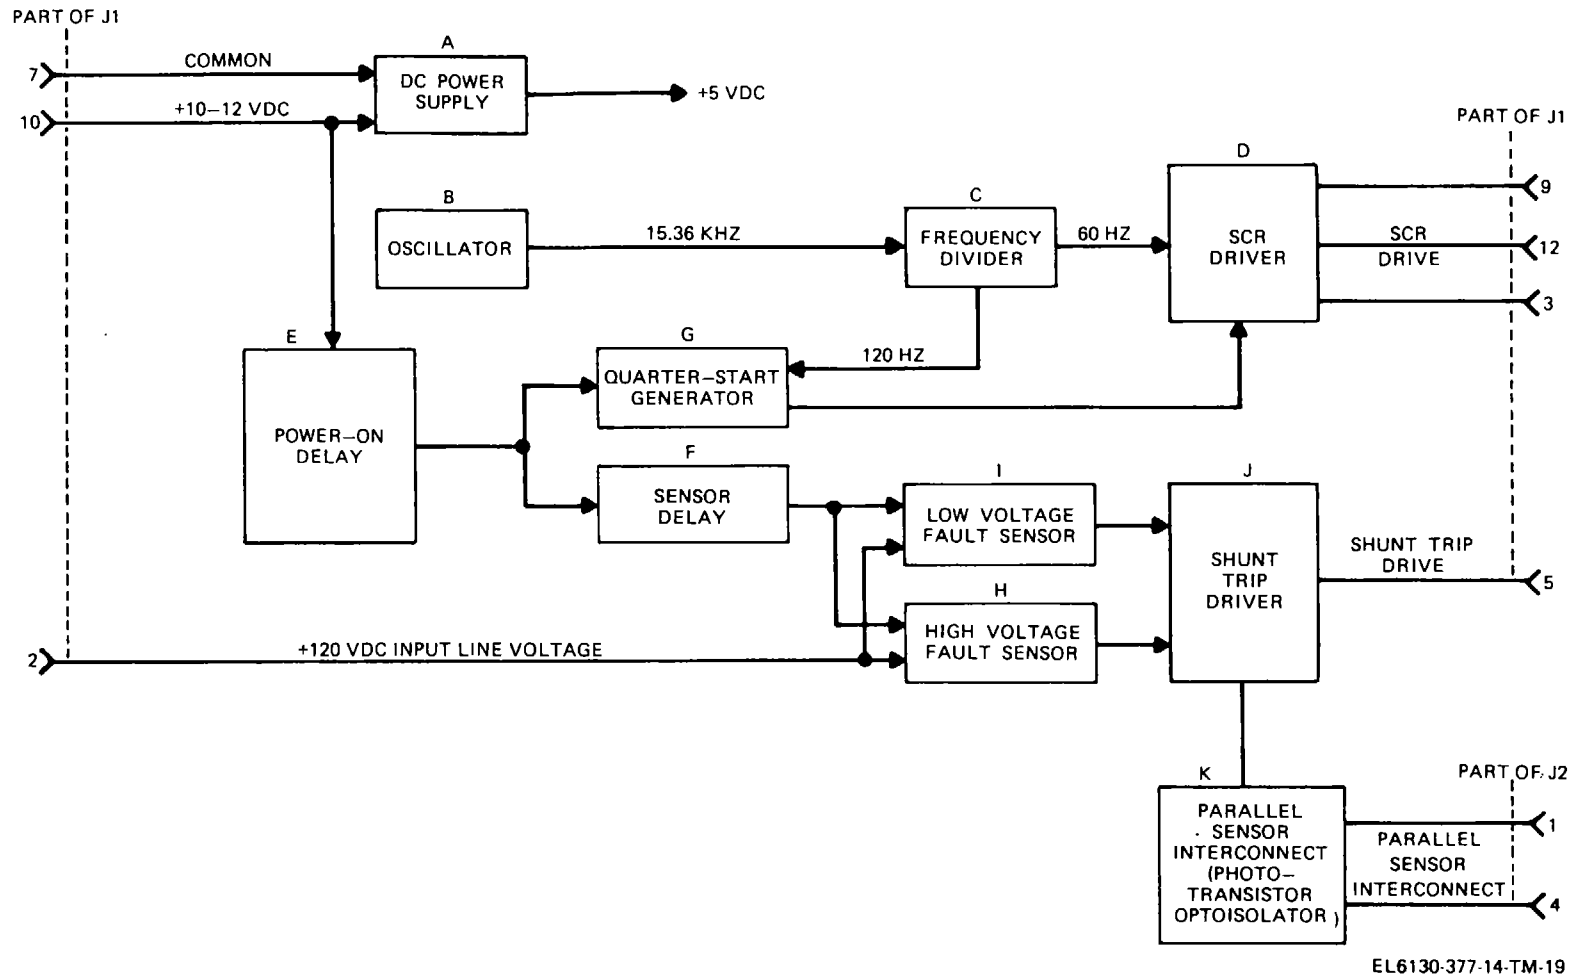 PART OF J1
A
7
COMMON
DC POWER
SUPPLY
+5 VDC
10
+10–12 VDC
PART OF J1
D
9
B
C
OSCILLATOR
15.36 KHZ
FREQUENCY
DIVIDER
60 HZ
SCR
DRIVER
SCR
DRIVE
12
3
E
G
120 HZ
QUARTER–START
GENERATOR
POWER–ON
DELAY
F
SENSOR
DELAY
I
LOW VOLTAGE
FAULT SENSOR
J
SHUNT
TRIP
DRIVER
SHUNT TRIP
DRIVE
5
H
HIGH VOLTAGE
FAULT SENSOR
2
+120 VDC INPUT LINE VOLTAGE
K
PART OF J2
PARALLEL
SENSOR
INTERCONNECT
(PHOTO–
TRANSISTOR
OPTOISOLATOR)
1
PARALLEL
SENSOR
INTERCONNECT
4
EL6130-377-14-TM-19